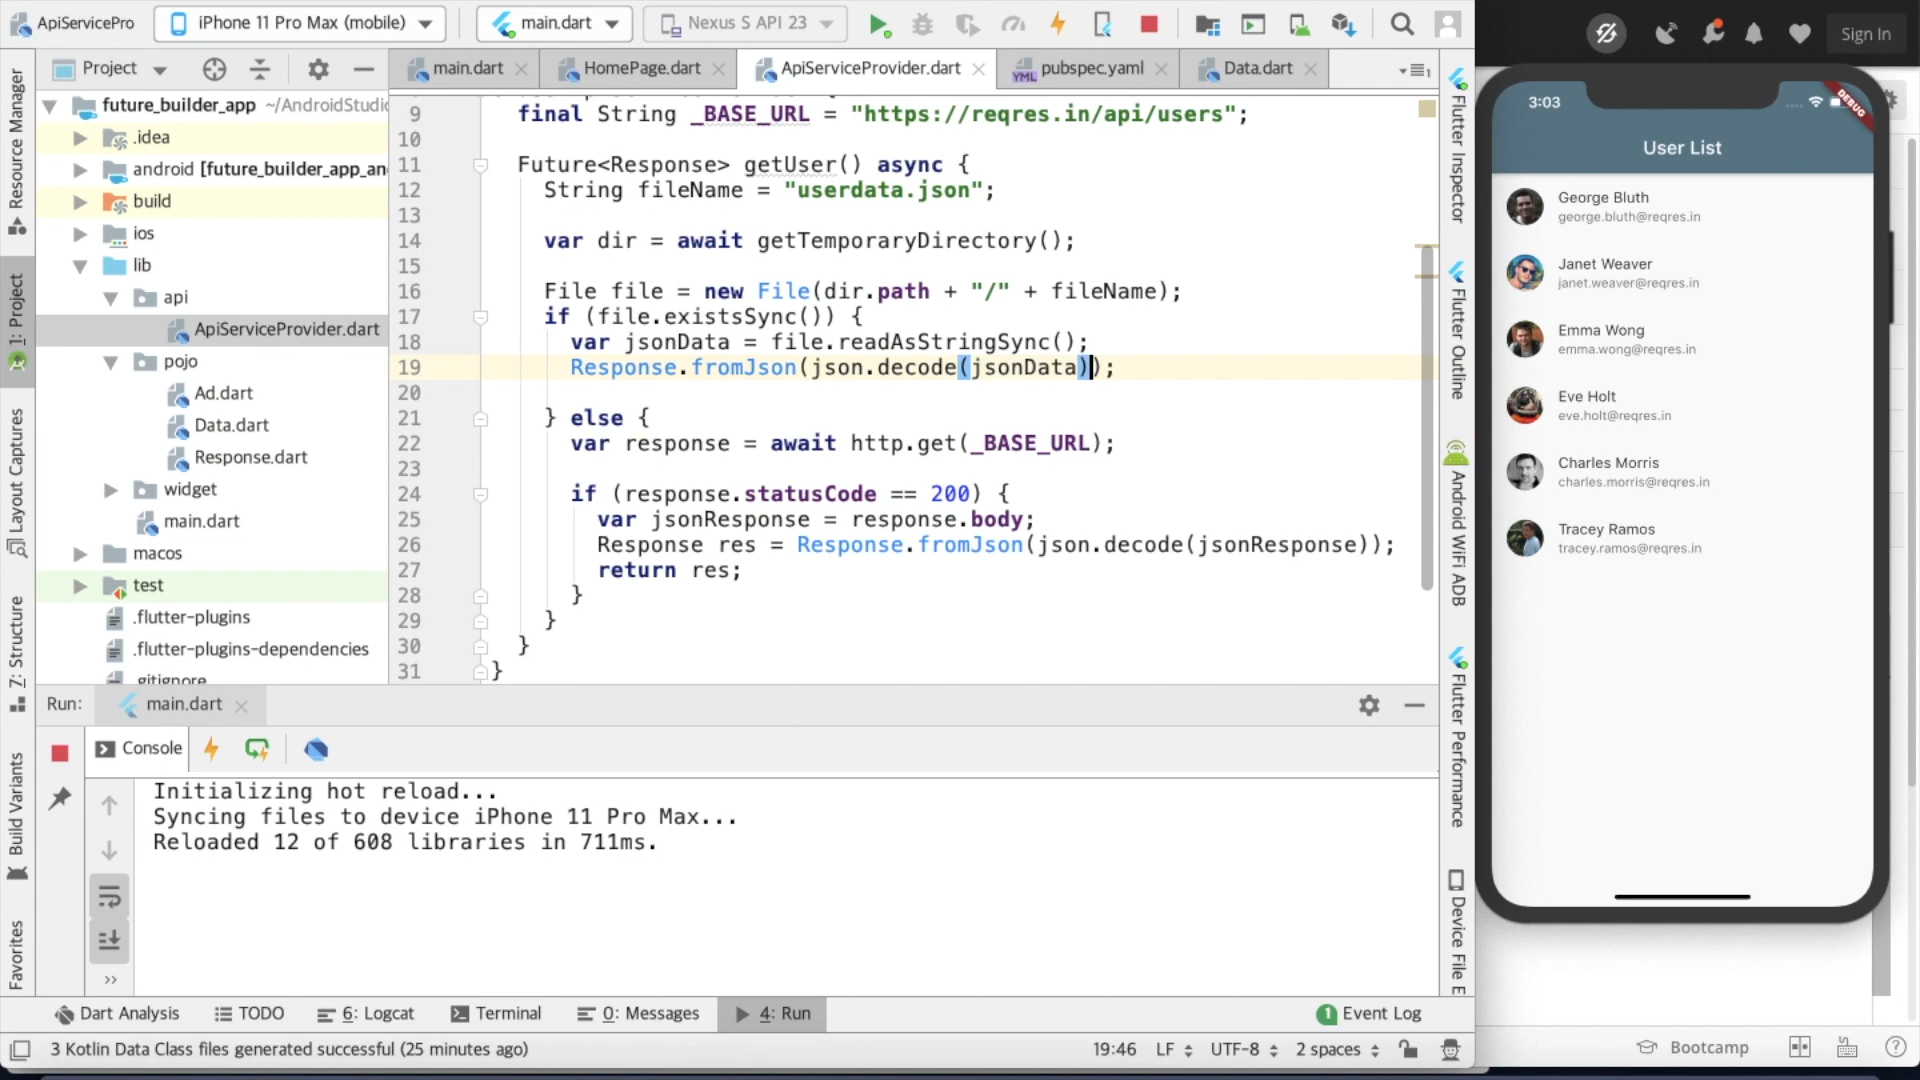 ApiServicePro
iPhone 11 Pro Max (mobile)
main.dart
Nexus S API 23
Sign In
Project
main.dart
HomePage.dart
ApiServiceProvider.dart
YML pubspec.yaml
Data.dart
future_builder_app ~/AndroidStudio
.idea
android [future_builder_app_an
build
ios
lib
api
ApiServiceProvider.dart
pojo
Ad.dart
Data.dart
Response.dart
widget
main.dart
macos
test
.flutter-plugins
.flutter-plugins-dependencies
.gitignore
Resource Manager
1: Project
Layout Captures
Z: Structure
Build Variants
Favorites
9 final String _BASE_URL = "https://reqres.in/api/users";
10
11 Future<Response> getUser() async {
12 String fileName = "userdata.json";
13
14 var dir = await getTemporaryDirectory();
15
16 File file = new File(dir.path + "/" + fileName);
17 if (file.existsSync()) {
18 var jsonData = file.readAsStringSync();
19 Response.fromJson(json.decode(jsonData));
20
21 } else {
22 var response = await http.get(_BASE_URL);
23
24 if (response.statusCode == 200) {
25 var jsonResponse = response.body;
26 Response res = Response.fromJson(json.decode(jsonResponse));
27 return res;
28 }
29 }
30 }
31 }
Flutter Inspector
Flutter Outline
Android WiFi ADB
Flutter Performance
Device File E
3:03
DEBUG
User List
George Bluth
george.bluth@reqres.in
Janet Weaver
janet.weaver@reqres.in
Emma Wong
emma.wong@reqres.in
Eve Holt
eve.holt@reqres.in
Charles Morris
charles.morris@reqres.in
Tracey Ramos
tracey.ramos@reqres.in
Run:
main.dart
Console
Initializing hot reload...
Syncing files to device iPhone 11 Pro Max...
Reloaded 12 of 608 libraries in 711ms.
Dart Analysis
TODO
6: Logcat
Terminal
0: Messages
4: Run
1 Event Log
3 Kotlin Data Class files generated successful (25 minutes ago)
19:46
LF
UTF-8
2 spaces
Bootcamp